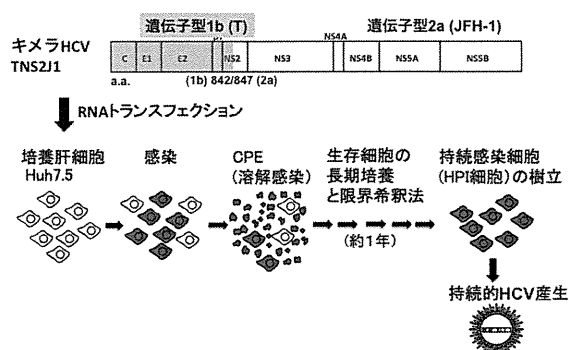 遺伝子型1b (T)
遺伝子型2a (JFH-1)
キメラHCV
TNS2J1
NS4A
C E1 E2 NS2 NS3 NS4B NS5A NS5B
a.a. (1b) 842/847 (2a)
RNAトランスフェクション
培養肝細胞
Huh7.5
感染
CPE
(溶解感染)
生存細胞の
長期培養
と限界希釈法
(約1年)
持続感染細胞
(HPI細胞)の樹立
持続的HCV産生